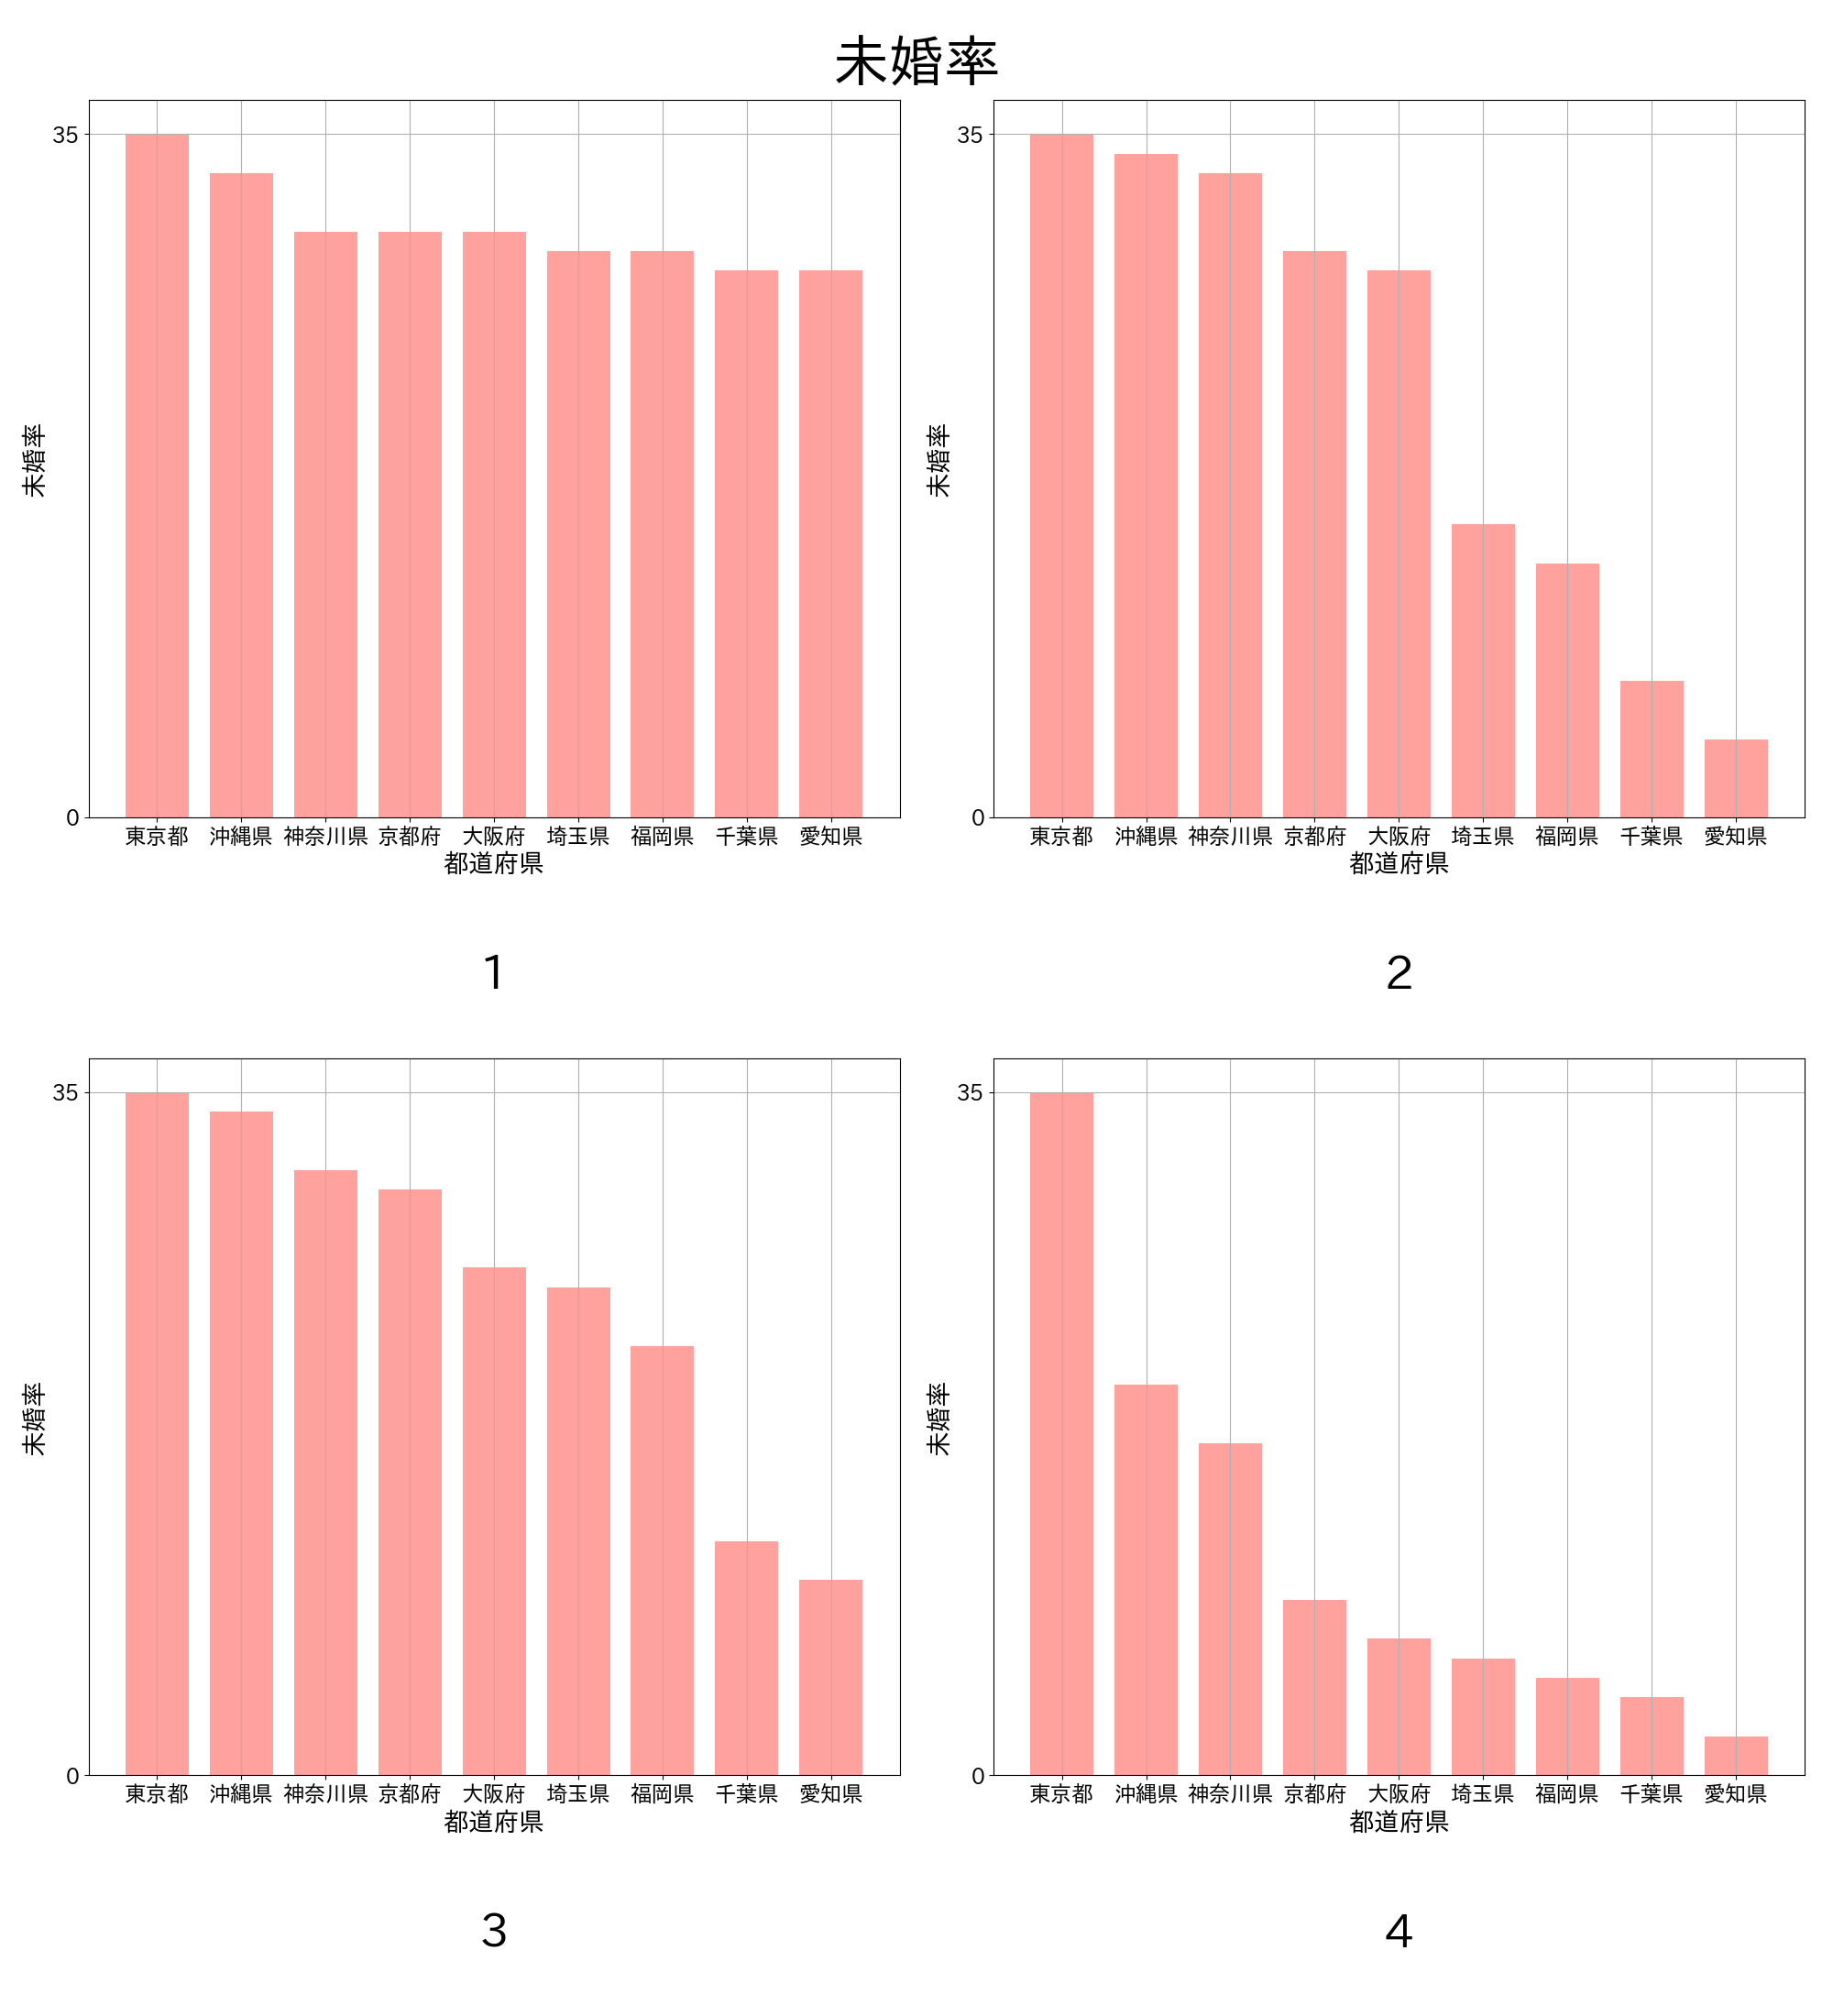 未婚率
35
0
未婚率
東京都 沖縄県 神奈川県 京都府 大阪府 埼玉県 福岡県 千葉県 愛知県
都道府県
1
35
0
未婚率
東京都 沖縄県 神奈川県 京都府 大阪府 埼玉県 福岡県 千葉県 愛知県
都道府県
2
35
0
未婚率
東京都 沖縄県 神奈川県 京都府 大阪府 埼玉県 福岡県 千葉県 愛知県
都道府県
3
35
0
未婚率
東京都 沖縄県 神奈川県 京都府 大阪府 埼玉県 福岡県 千葉県 愛知県
都道府県
4